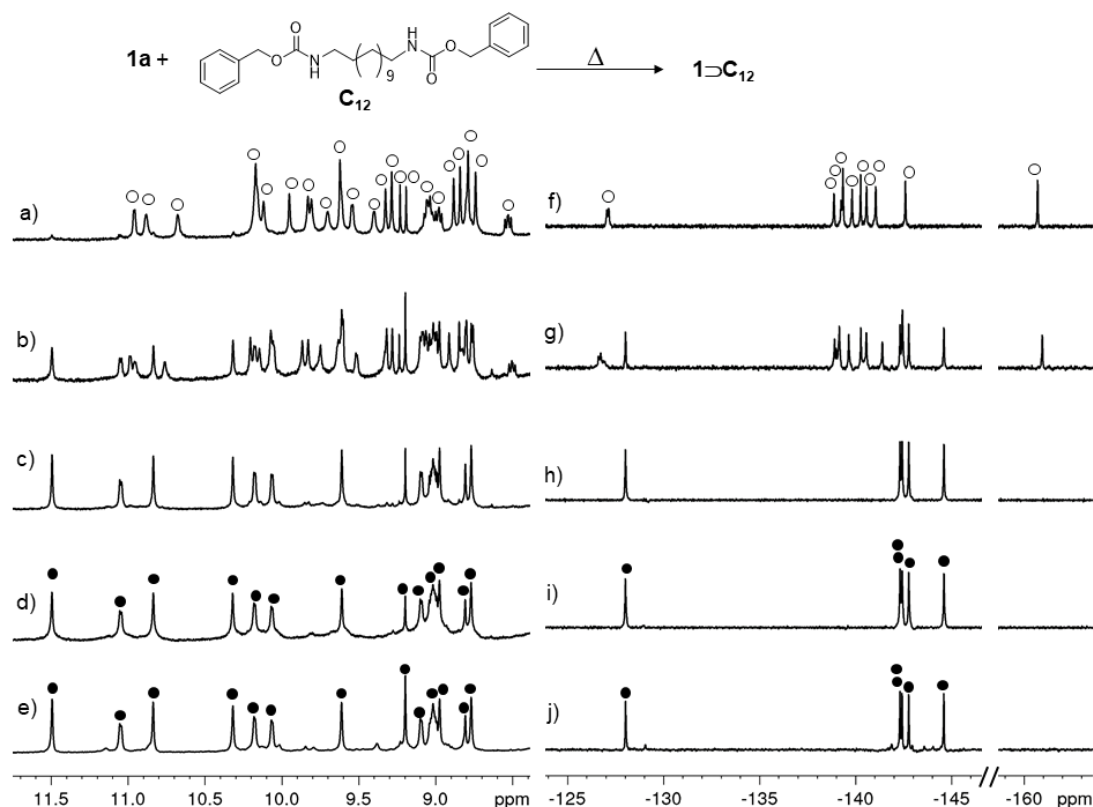 1a + O O N H 9 H N O O Δ 1⊃C12
C12
a) f)
b) g)
c) h)
d) i)
e) j)
11.5 11.0 10.5 10.0 9.5 9.0 ppm -125 -130 -135 -140 -145 -160 ppm